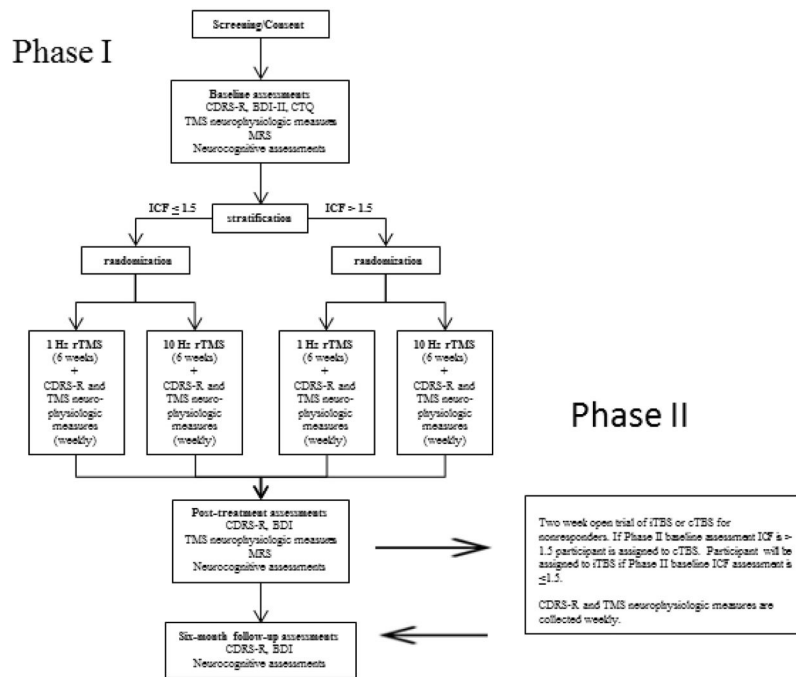 Screening/Consent
Phase I
Baseline assessments
CDRS-R, BDI-II, CTQ
TMS neurophysiologic measures
MRS
Neurocognitive assessments
ICF ≤ 1.5
stratification
ICF > 1.5
randomization
randomization
1 Hz rTMS
(6 weeks)
+
CDRS-R and
TMS neuro-
physiologic
measures
(weekly)
10 Hz rTMS
(6 weeks)
+
CDRS-R and
TMS neuro-
physiologic
measures
(weekly)
1 Hz rTMS
(6 weeks)
+
CDRS-R and
TMS neuro-
physiologic
measures
(weekly)
10 Hz rTMS
(6 weeks)
+
CDRS-R and
TMS neuro-
physiologic
measures
(weekly)
Phase II
Post-treatment assessments
CDRS-R, BDI
TMS neurophysiologic measures
MRS
Neurocognitive assessments
Two week open trial of iTBS or cTBS for
nonresponders. If Phase II baseline assessment ICF is >
1.5 participant is assigned to cTBS. Participant will be
assigned to iTBS if Phase II baseline ICF assessment is
≤1.5.
CDRS-R and TMS neurophysiologic measures are
collected weekly.
Six-month follow-up assessments
CDRS-R, BDI
Neurocognitive assessments